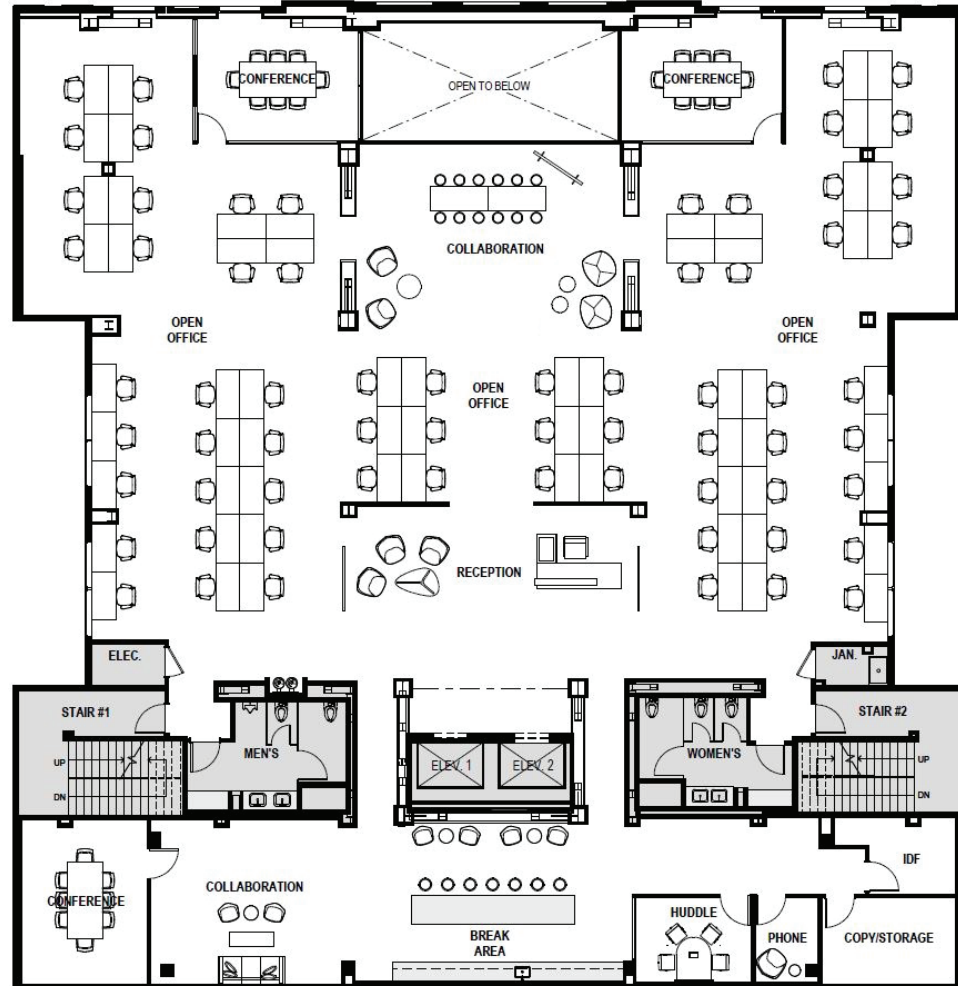 CONFERENCE
OPEN TO BELOW
CONFERENCE
COLLABORATION
OPEN
OFFICE
OPEN
OFFICE
OPEN
OFFICE
RECEPTION
ELEC.
JAN.
STAIR #1
STAIR #2
MEN'S
WOMEN'S
UP
DN
ELEV. 1
ELEV. 2
UP
DN
CONFERENCE
COLLABORATION
BREAK
AREA
HUDDLE
PHONE
IDF
COPY/STORAGE